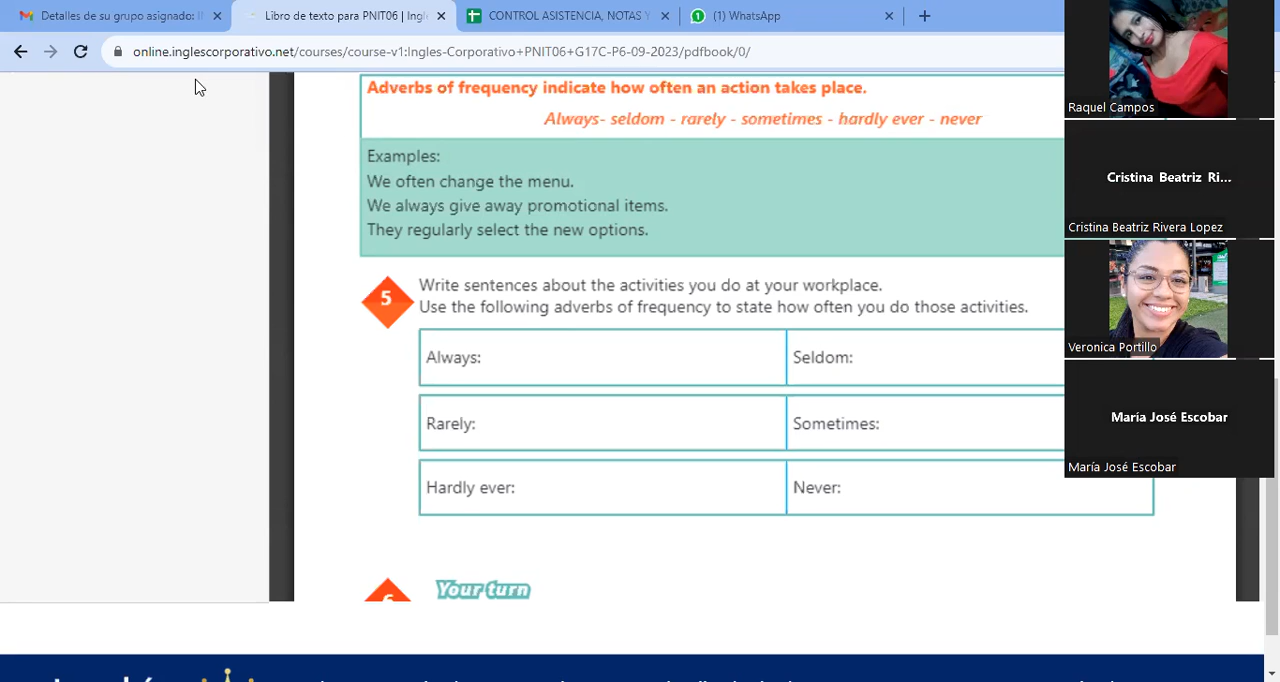 Detalles de su grupo asignado: I
Libro de texto para PNIT06 | Ingl
CONTROL ASISTENCIA, NOTAS Y
(1) WhatsApp
online.inglescorporativo.net/courses/course-v1:Ingles-Corporativo+PNIT06+G17C-P6-09-2023/pdfbook/0/
Adverbs of frequency indicate how often an action takes place.
Always- seldom - rarely - sometimes - hardly ever - never
Examples:
We often change the menu.
We always give away promotional items.
They regularly select the new options.
5
Write sentences about the activities you do at your workplace.
Use the following adverbs of frequency to state how often you do those activities.
Always:
Seldom:
Rarely:
Sometimes:
Hardly ever:
Never:
6
Your turn
Raquel Campos
Cristina Beatriz Ri...
Cristina Beatriz Rivera Lopez
Veronica Portillo
María José Escobar
María José Escobar